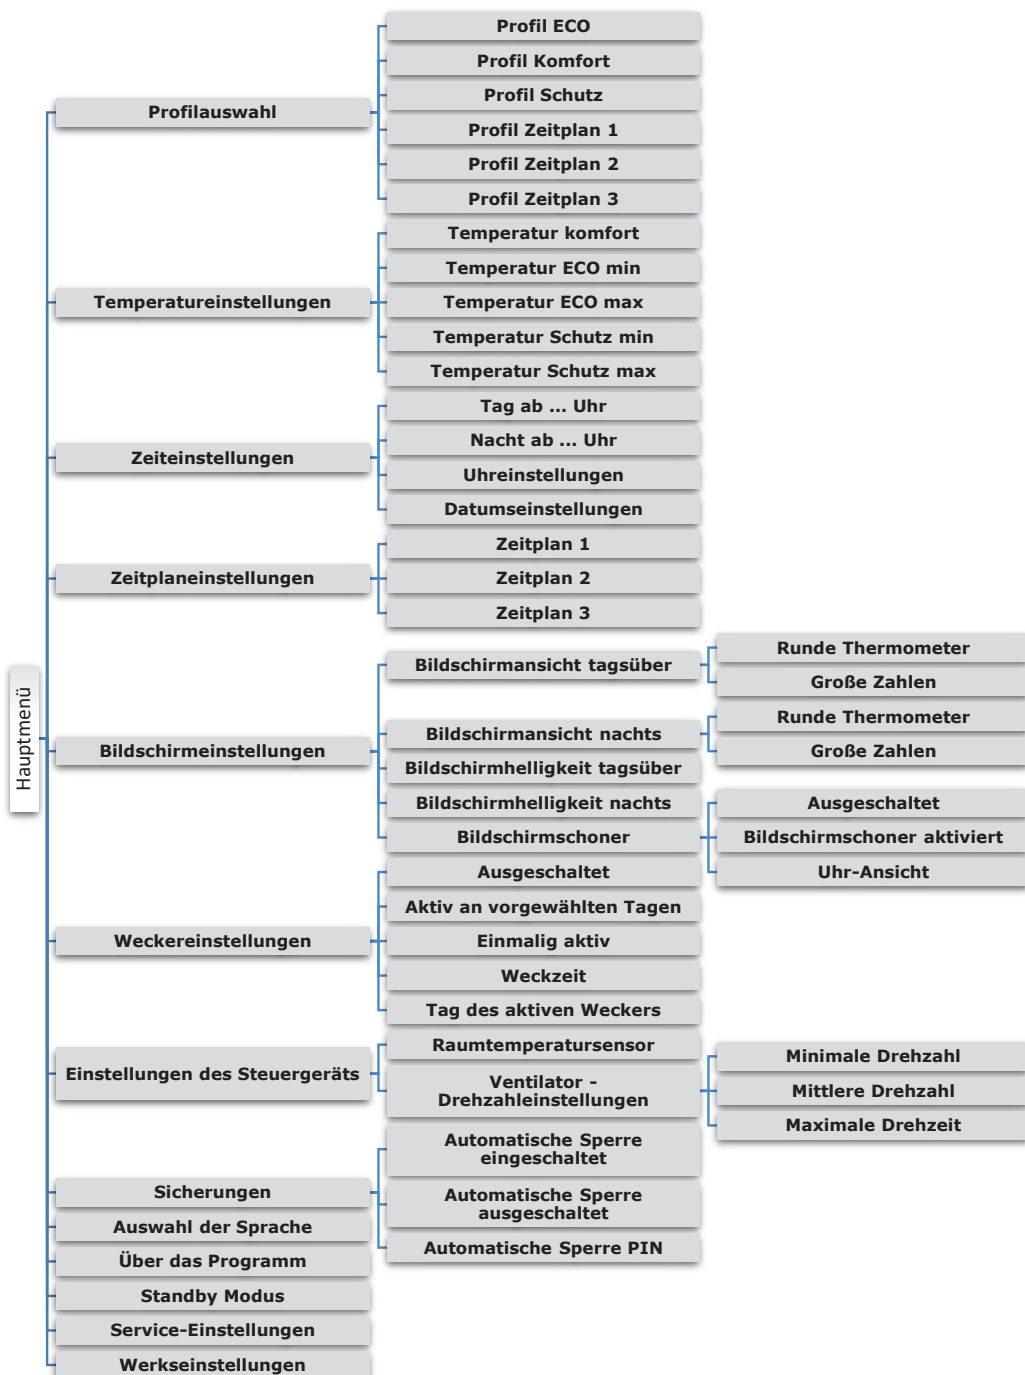 Hauptmenü
Profilauswahl
Profil ECO
Profil Komfort
Profil Schutz
Profil Zeitplan 1
Profil Zeitplan 2
Profil Zeitplan 3
Temperatureinstellungen
Temperatur komfort
Temperatur ECO min
Temperatur ECO max
Temperatur Schutz min
Temperatur Schutz max
Zeiteinstellungen
Tag ab ... Uhr
Nacht ab ... Uhr
Uhreinstellungen
Datumseinstellungen
Zeitplaneinstellungen
Zeitplan 1
Zeitplan 2
Zeitplan 3
Bildschirmeinstellungen
Bildschirmansicht tagsüber
Runde Thermometer
Große Zahlen
Bildschirmansicht nachts
Runde Thermometer
Große Zahlen
Bildschirmhelligkeit tagsüber
Bildschirmhelligkeit nachts
Bildschirmschoner
Ausgeschaltet
Bildschirmschoner aktiviert
Uhr-Ansicht
Weckereinstellungen
Ausgeschaltet
Aktiv an vorgewählten Tagen
Einmalig aktiv
Weckzeit
Tag des aktiven Weckers
Einstellungen des Steuergeräts
Raumtemperatursensor
Ventilator -
Drehzahleinstellungen
Minimale Drehzahl
Mittlere Drehzahl
Maximale Drehzeit
Sicherungen
Automatische Sperre
eingeschaltet
Automatische Sperre
ausgeschaltet
Automatische Sperre PIN
Auswahl der Sprache
Über das Programm
Standby Modus
Service-Einstellungen
Werkseinstellungen